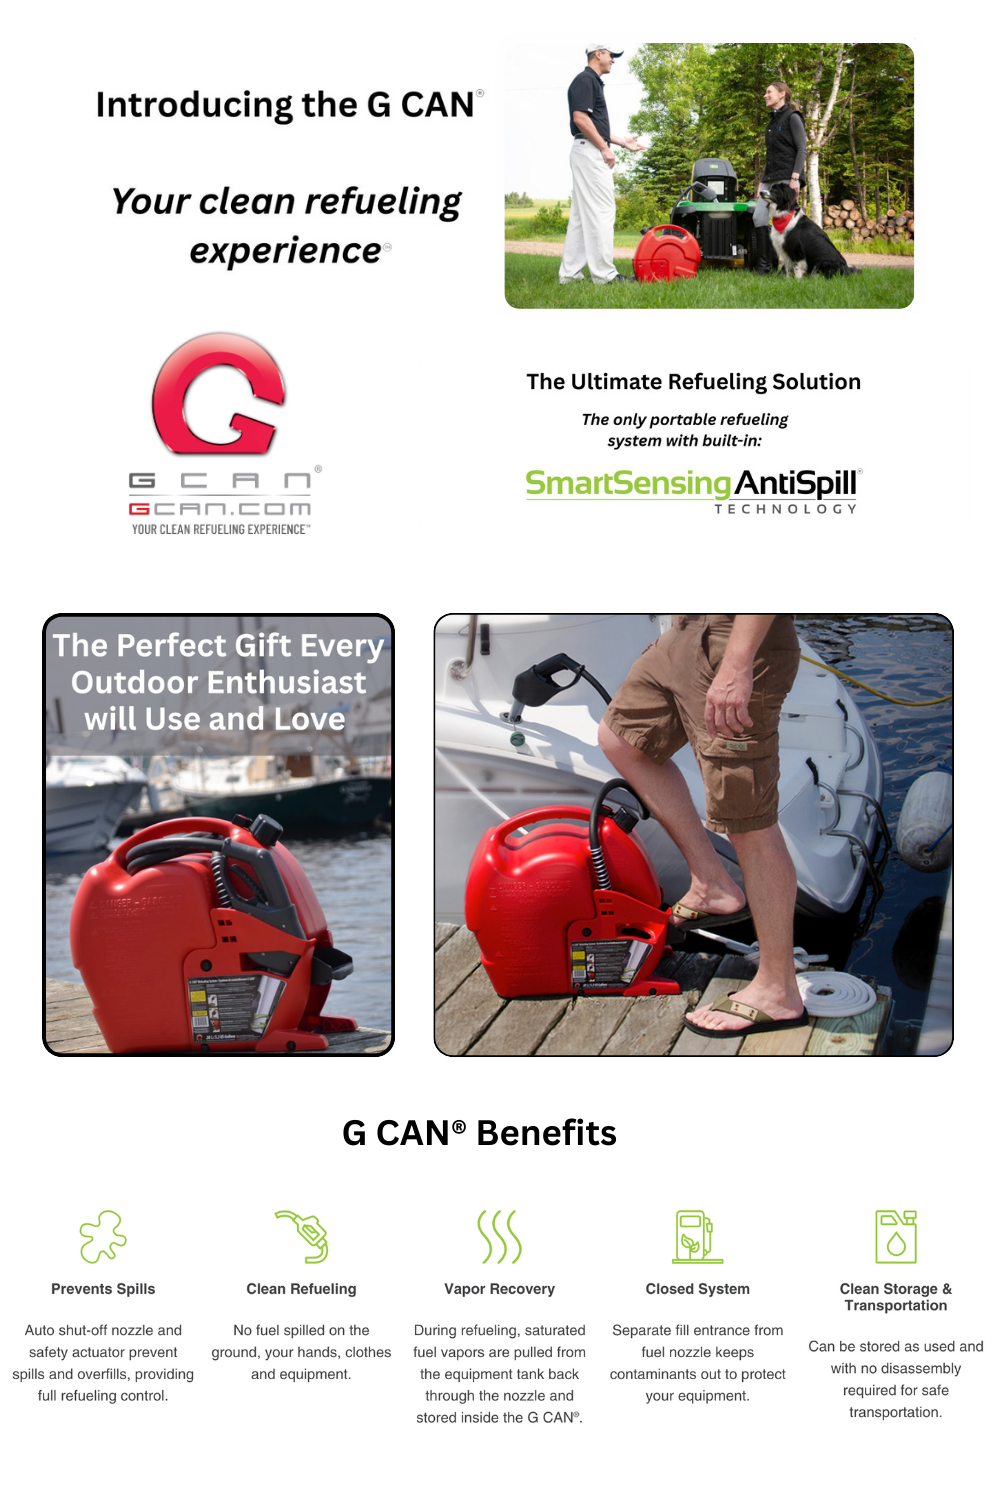 Introducing the G CAN®
Your clean refueling
experience
G CAN®
GCAN.COM
YOUR CLEAN REFUELING EXPERIENCE™
The Ultimate Refueling Solution
The only portable refueling
system with built-in:
SmartSensing AntiSpill®
TECHNOLOGY
The Perfect Gift Every
Outdoor Enthusiast
will Use and Love
G CAN® Benefits
Prevents Spills
Auto shut-off nozzle and
safety actuator prevent
spills and overfills, providing
full refueling control.
Clean Refueling
No fuel spilled on the
ground, your hands, clothes
and equipment.
Vapor Recovery
During refueling, saturated
fuel vapors are pulled from
the equipment tank back
through the nozzle and
stored inside the G CAN®.
Closed System
Separate fill entrance from
fuel nozzle keeps
contaminants out to protect
your equipment.
Clean Storage &
Transportation
Can be stored as used and
with no disassembly
required for safe
transportation.